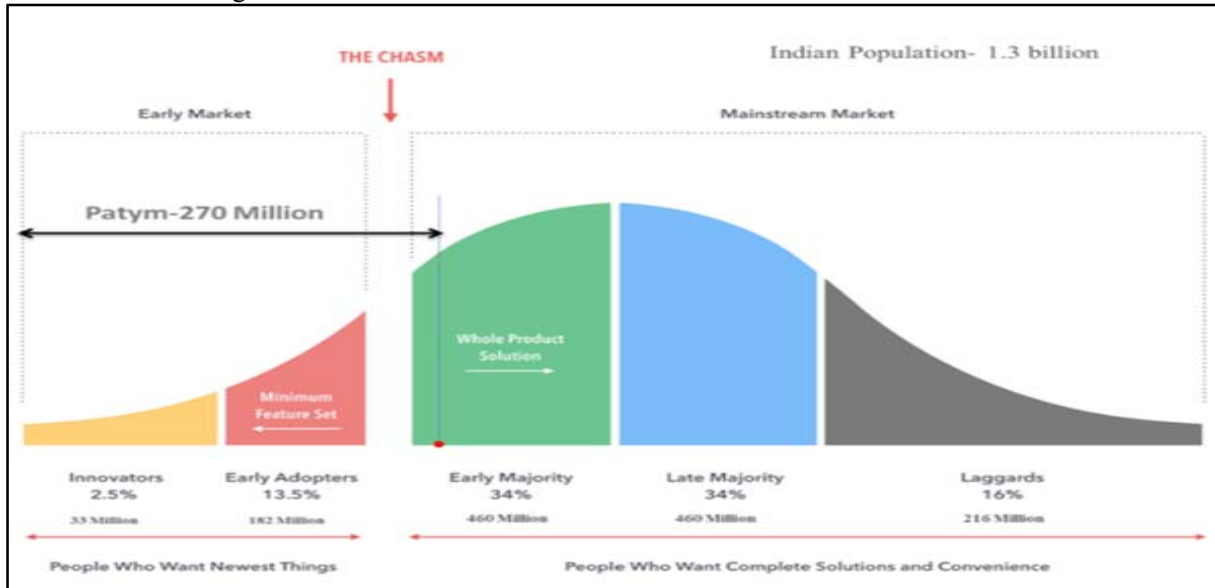 THE CHASM
Indian Population- 1.3 billion
Early Market
Mainstream Market
Patym-270 Million
Whole Product
Solution
Minimum
Feature Set
Innovators
2.5%
33 Million
Early Adopters
13.5%
182 Million
Early Majority
34%
460 Million
Late Majority
34%
460 Million
Laggards
16%
216 Million
People Who Want Newest Things
People Who Want Complete Solutions and Convenience